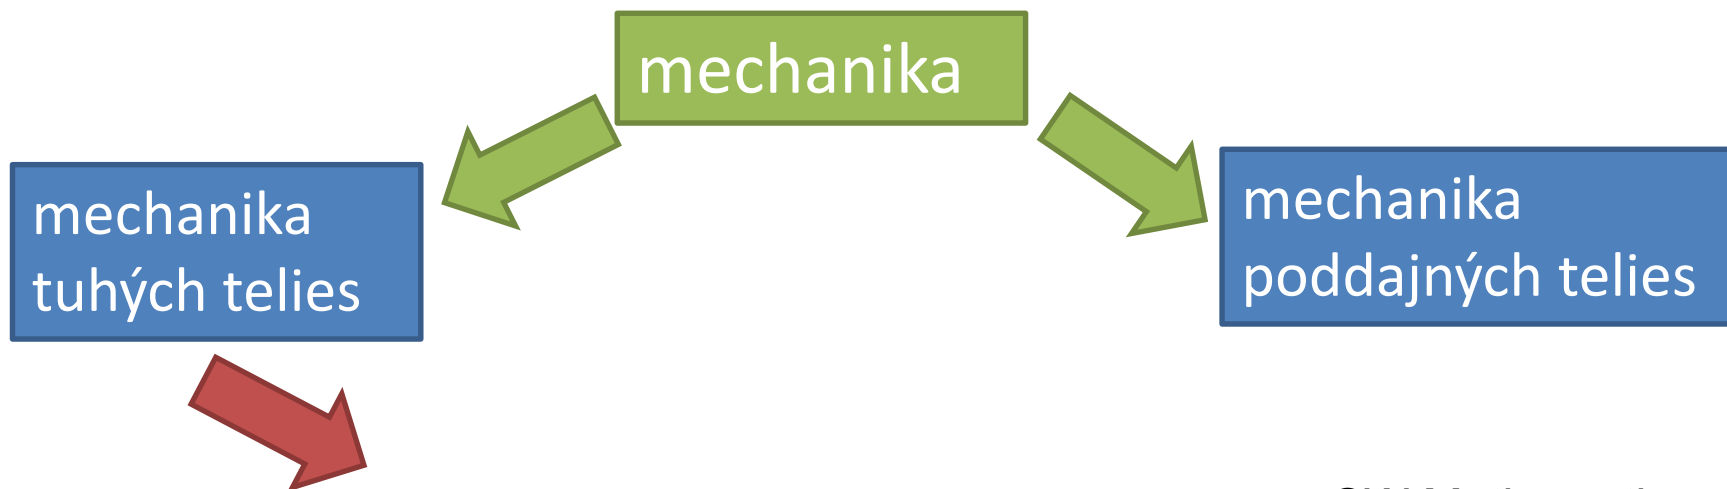 mechanika
mechanika
tuhých telies
mechanika
poddajných telies